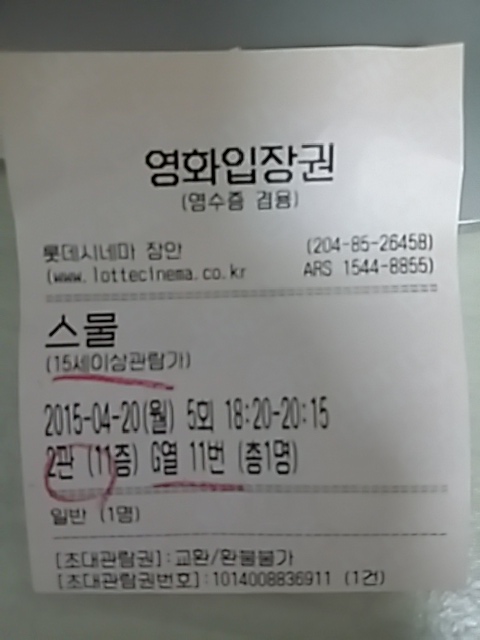 영화입장권
(영수증 겸용)
롯데시네마 장안 (204-85-26458)
(www.lottecinema.co.kr ARS 1544-8855)
스물
(15세이상관람가)
2015-04-20(월) 5회 18:20-20:15
2관 (11층) G열 11번 (총1명)
일반 (1명)
[초대관람권]:교환/환불불가
[초대관람권번호]:1014008836911 (1건)